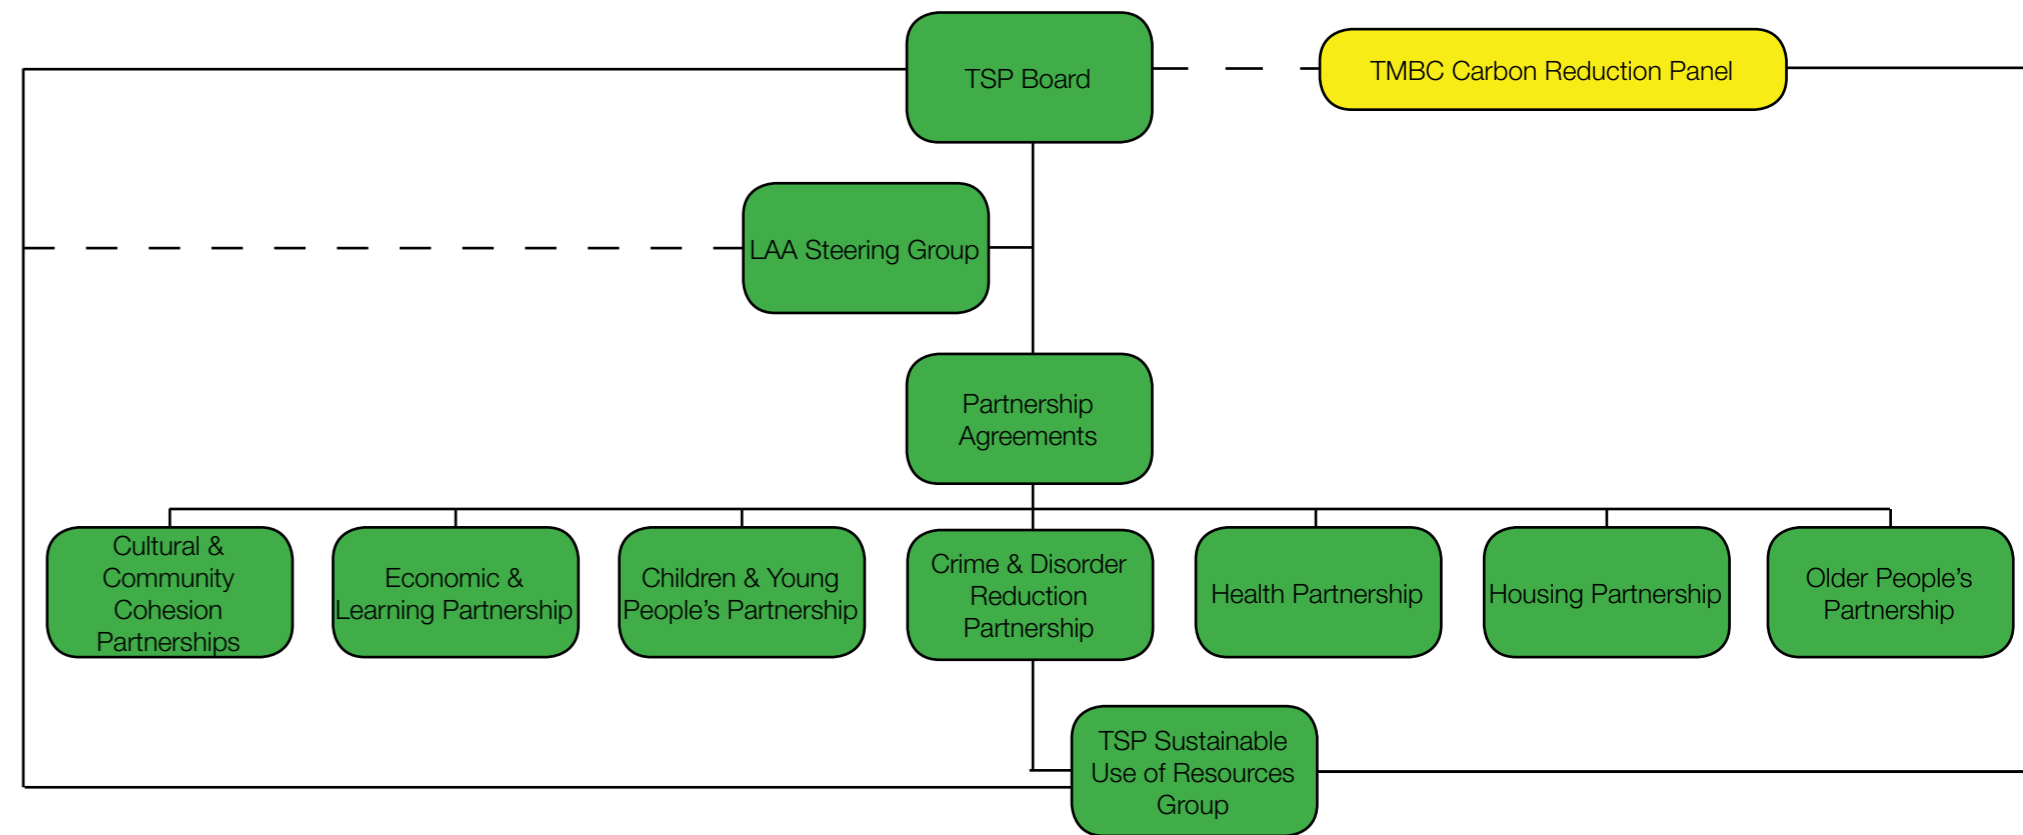 TSP Board
TMBC Carbon Reduction Panel
LAA Steering Group
Partnership
Agreements
Cultural &
Community
Cohesion
Partnerships
Economic &
Learning Partnership
Children & Young
People’s Partnership
Crime & Disorder
Reduction
Partnership
Health Partnership
Housing Partnership
Older People’s
Partnership
TSP Sustainable
Use of Resources
Group